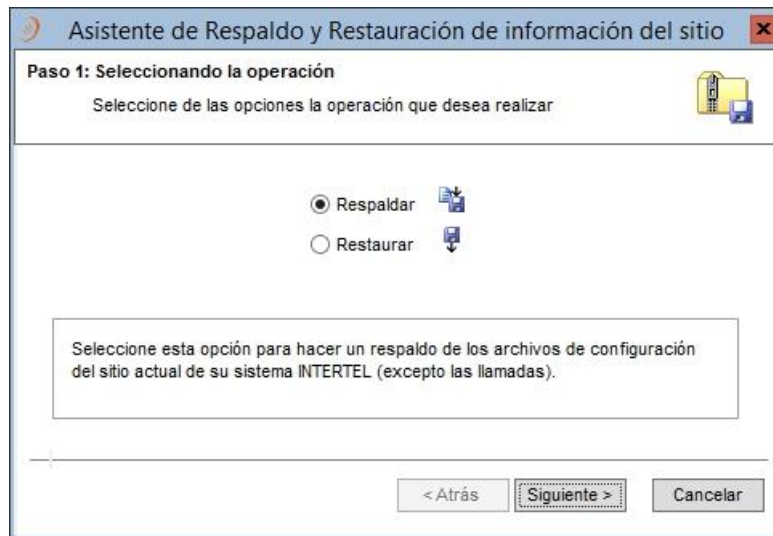 Asistente de Respaldo y Restauración de información del sitio
Paso 1: Seleccionando la operación
Seleccione de las opciones la operación que desea realizar
Respaldar
Restaurar
Seleccione esta opción para hacer un respaldo de los archivos de configuración
del sitio actual de su sistema INTERTEL (excepto las llamadas).
< Atrás Siguiente > Cancelar